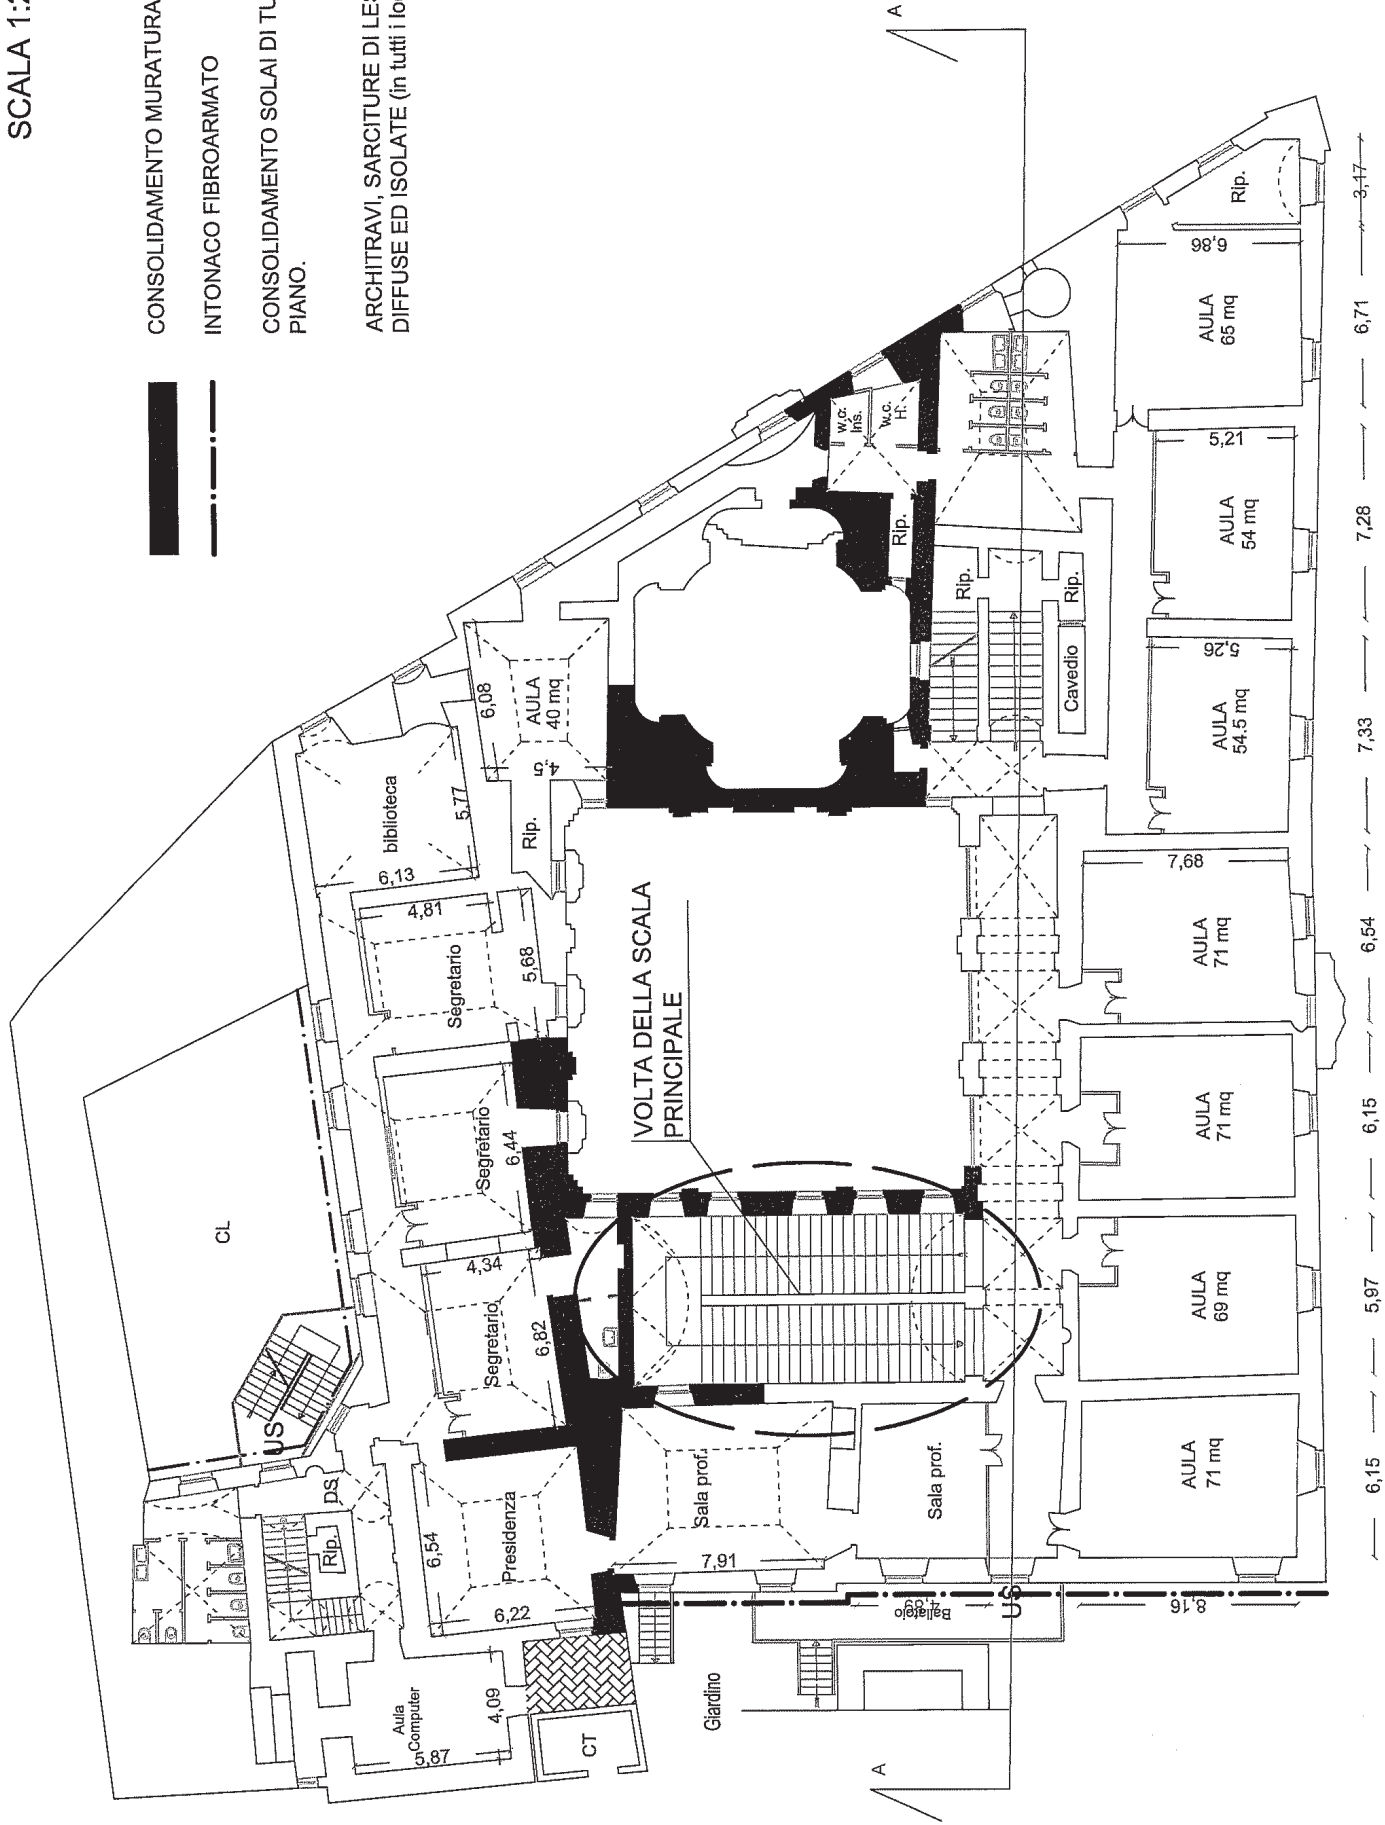 SCALA 1:2
CONSOLIDAMENTO MURATURA
INTONACO FIBROARMATO
CONSOLIDAMENTO SOLAI DI TU
PIANO.
ARCHITRAVI, SARCITURE DI LES
DIFFUSE ED ISOLATE (in tutti i lo
A
CL
US
DS
Rip.
Aula
Computer
5,87
4,09
CT
Presidenza
6,54
6,22
Segretario
4,34
6,82
Segretario
6,44
Segretario
4,81
5,68
biblioteca
6,13
5,77
Rip.
AULA
40 mq
6,08
4,5
VOLTA DELLA SCALA
PRINCIPALE
w.c.
Ins.
w.c.
H.
Rip.
Rip.
Rip.
Cavedio
Sala prof.
7,91
Sala prof.
Giardino
Ballatoio
4,89
US
8,16
A
AULA
71 mq
AULA
69 mq
AULA
71 mq
AULA
71 mq
7,68
AULA
54.5 mq
5,26
AULA
54 mq
5,21
AULA
65 mq
6,86
Rip.
6,15
5,97
6,15
6,54
7,33
7,28
6,71
3,17